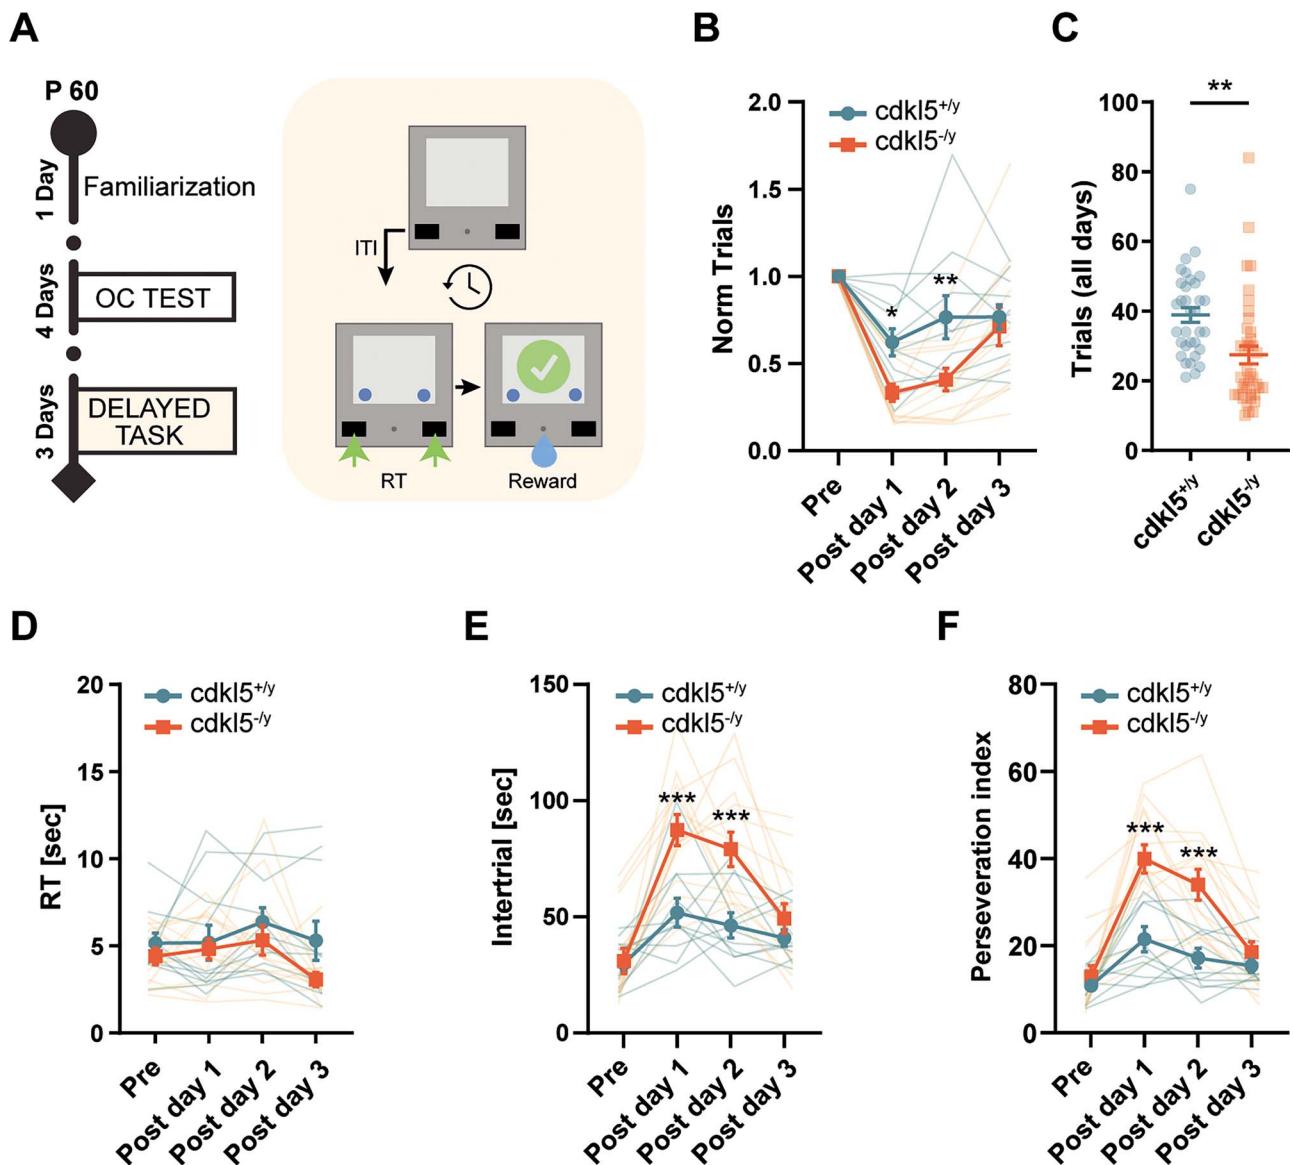 A
P 60
1 Day
Familiarization
4 Days
OC TEST
3 Days
DELAYED
TASK
ITI
RT
Reward
B
Norm Trials
2.0
1.5
1.0
0.5
0.0
cdkl5+/y
cdkl5-/y
*
**
Pre
Post day 1
Post day 2
Post day 3
C
Trials (all days)
100
80
60
40
20
0
**
cdkl5+/y
cdkl5-/y
D
RT [sec]
20
15
10
5
0
cdkl5+/y
cdkl5-/y
Pre
Post day 1
Post day 2
Post day 3
E
Intertrial [sec]
150
100
50
0
cdkl5+/y
cdkl5-/y
***
***
Pre
Post day 1
Post day 2
Post day 3
F
Perseveration index
80
60
40
20
0
cdkl5+/y
cdkl5-/y
***
***
Pre
Post day 1
Post day 2
Post day 3